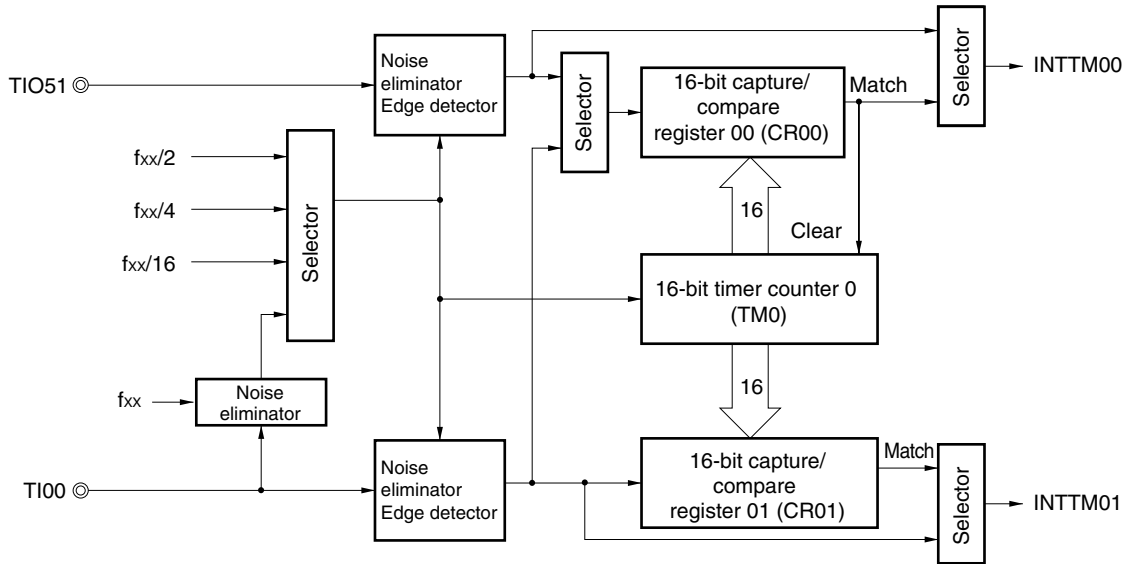 TIO51
Noise
eliminator
Edge detector
Selector
16-bit capture/
compare
register 00 (CR00)
Match
Selector
INTTM00
fxx/2
fxx/4
fxx/16
Selector
16
Clear
16-bit timer counter 0
(TM0)
16
fxx
Noise
eliminator
TI00
Noise
eliminator
Edge detector
16-bit capture/
compare
register 01 (CR01)
Match
Selector
INTTM01